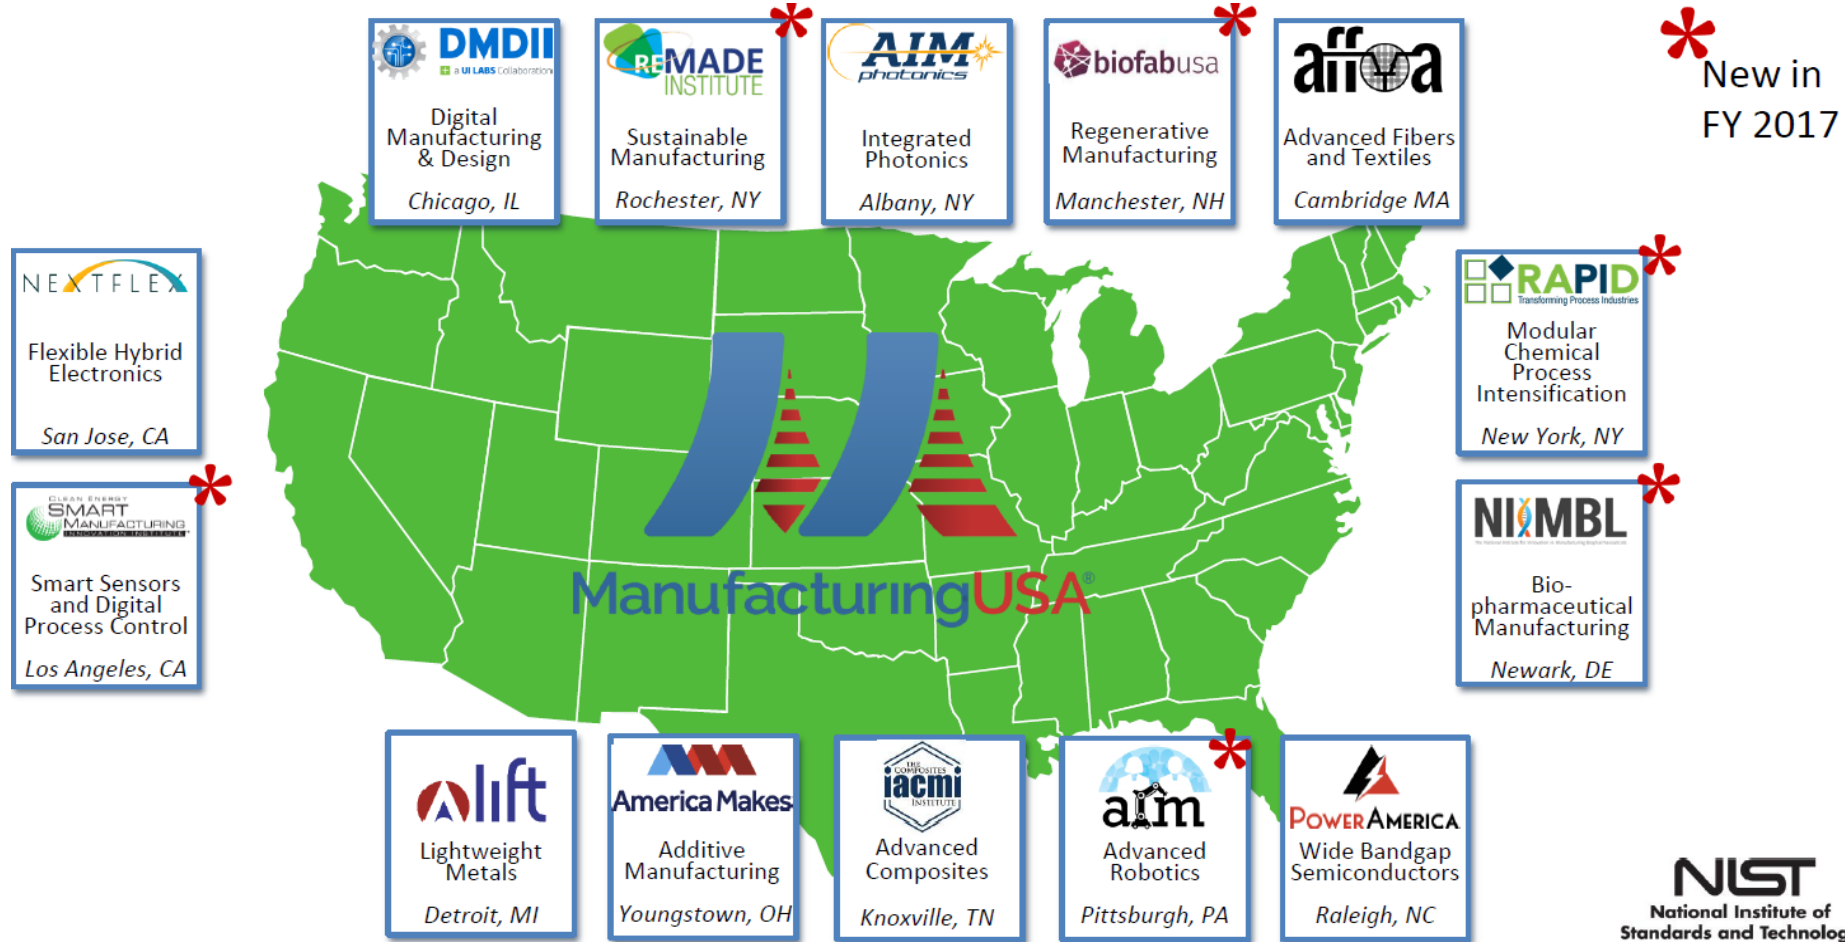 DMDII
a UI LABS Collaboration
Digital
Manufacturing
& Design
Chicago, IL
REMADE
INSTITUTE
Sustainable
Manufacturing
Rochester, NY
AIM
photonics
Integrated
Photonics
Albany, NY
biofabusa
Regenerative
Manufacturing
Manchester, NH
affoa
Advanced Fibers
and Textiles
Cambridge MA
* New in
FY 2017
NEXTFLEX
Flexible Hybrid
Electronics
San Jose, CA
RAPID
Transforming Process Industries
Modular
Chemical
Process
Intensification
New York, NY
CLEAN ENERGY
SMART
MANUFACTURING
INNOVATION INSTITUTE
Smart Sensors
and Digital
Process Control
Los Angeles, CA
ManufacturingUSA®
NIIMBL
Bio-
pharmaceutical
Manufacturing
Newark, DE
lift
Lightweight
Metals
Detroit, MI
America Makes
Additive
Manufacturing
Youngstown, OH
THE
COMPOSITES
iacmi
INSTITUTE
Advanced
Composites
Knoxville, TN
arm
Advanced
Robotics
Pittsburgh, PA
POWERAMERICA
Wide Bandgap
Semiconductors
Raleigh, NC
NIST
National Institute of
Standards and Technolog